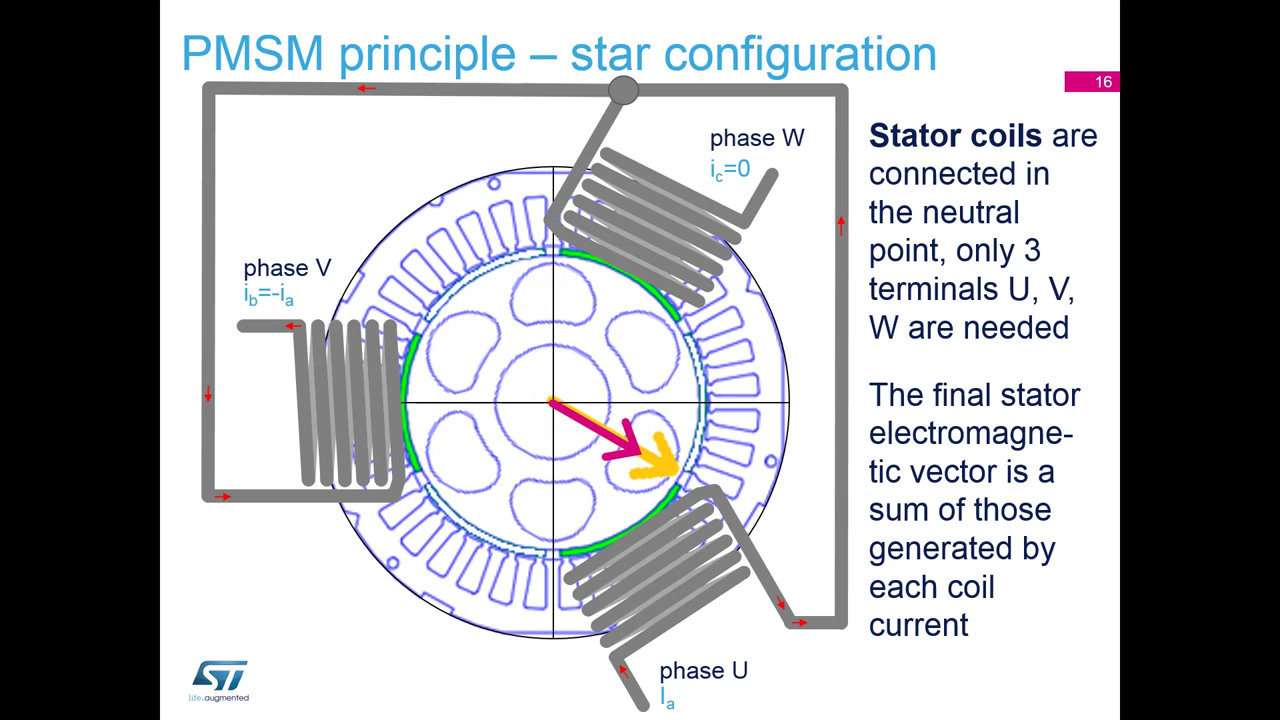 PMSM principle – star configuration
16
phase W
ic=0
phase V
ib=-ia
Stator coils are
connected in
the neutral
point, only 3
terminals U, V,
W are needed
The final stator
electromagne-
tic vector is a
sum of those
generated by
each coil
current
phase U
Ia
ST
life.augmented